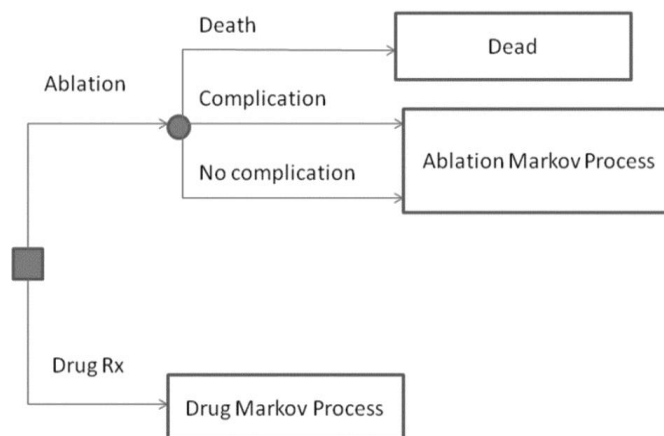 Death
Dead
Ablation
Complication
Ablation Markov Process
No complication
Drug Rx
Drug Markov Process